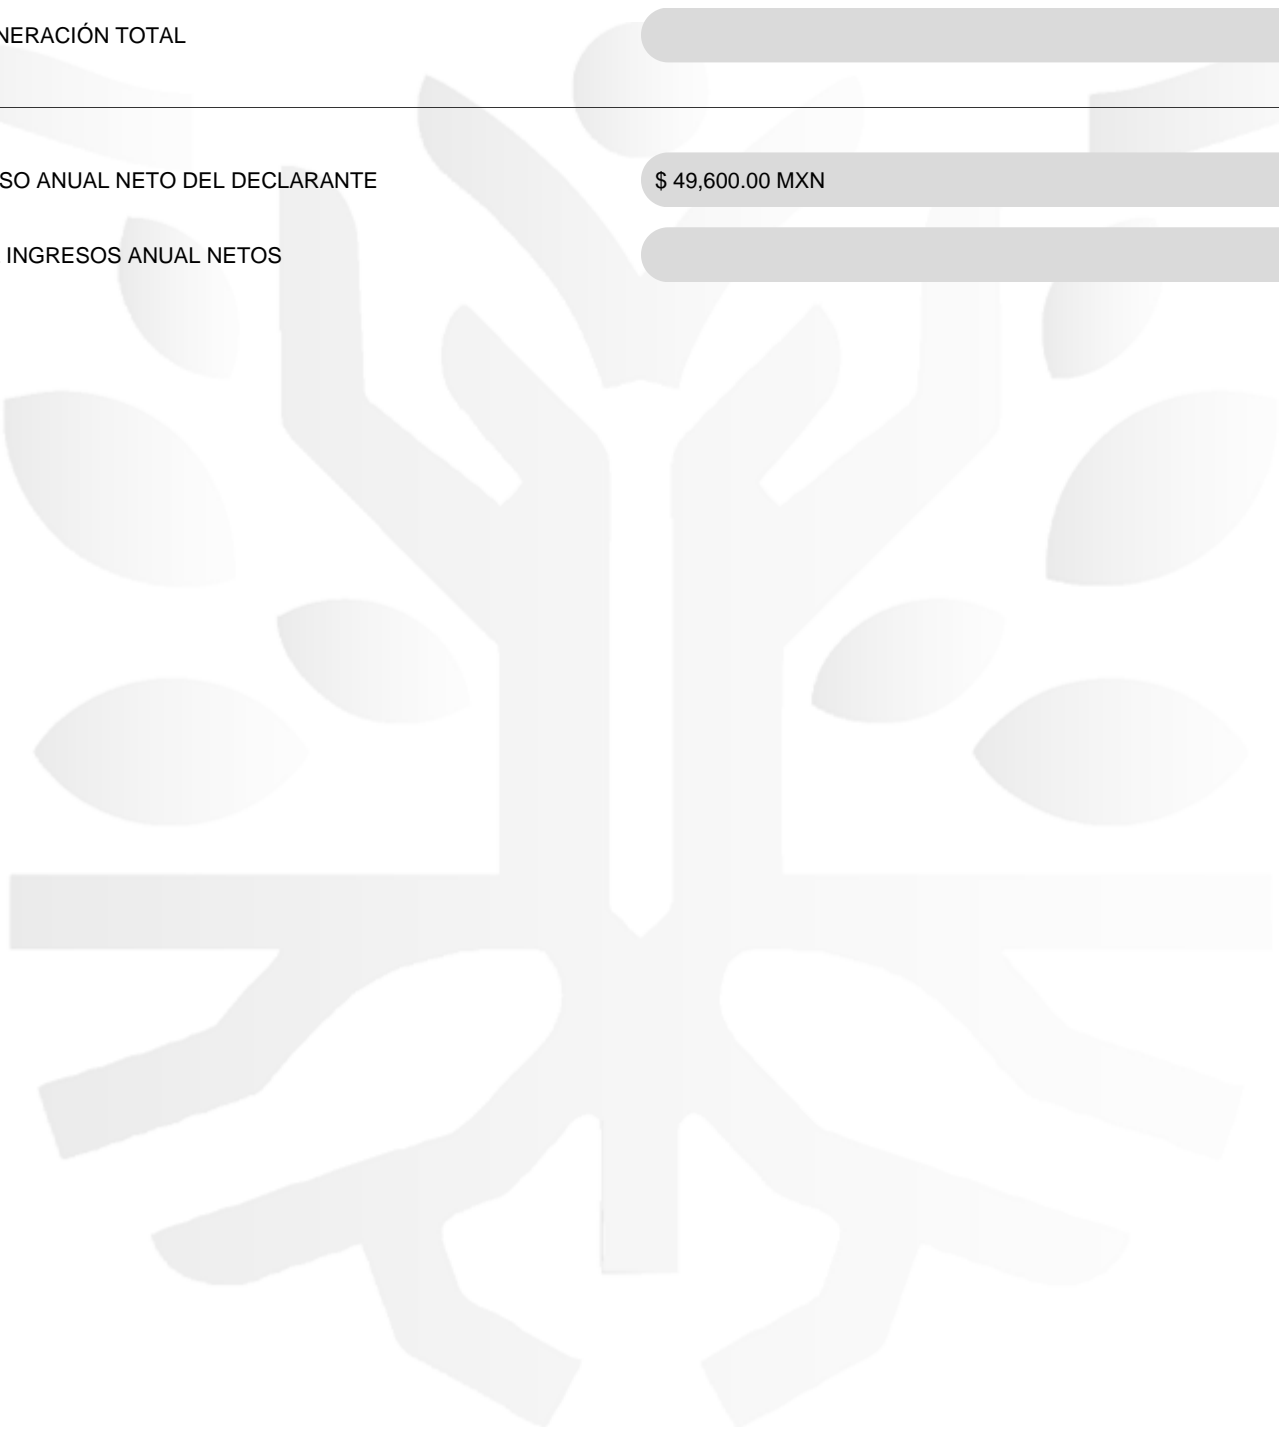 NERACIÓN TOTAL
SO ANUAL NETO DEL DECLARANTE $ 49,600.00 MXN
INGRESOS ANUAL NETOS